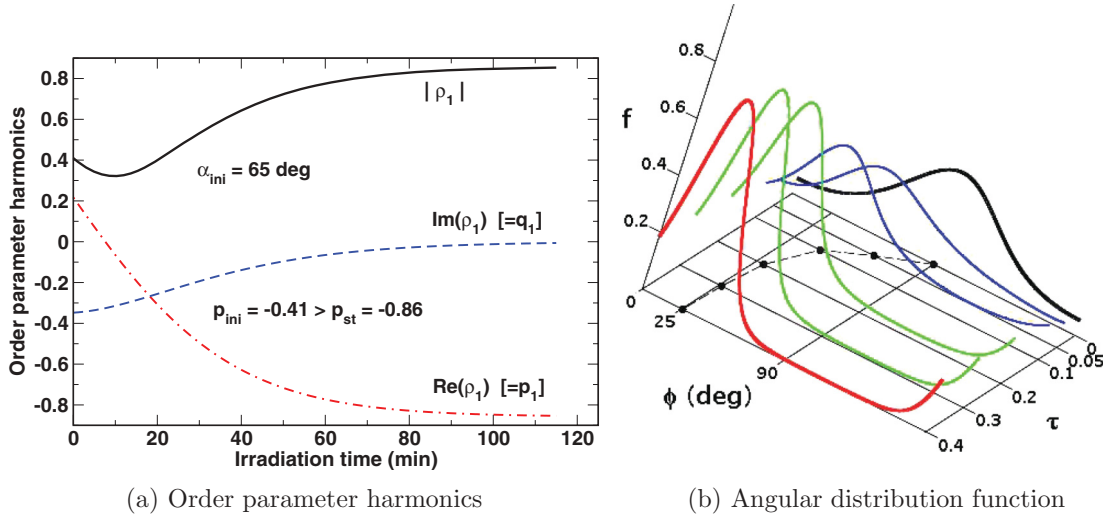 0.8
0.6
0.4
0.2
0
-0.2
-0.4
-0.6
-0.8
Order parameter harmonics
| ρ₁ |
α_ini = 65 deg
Im(ρ₁) [=q₁]
p_ini = -0.41 > p_st = -0.86
Re(ρ₁) [=p₁]
0 20 40 60 80 100 120
Irradiation time (min)
(a) Order parameter harmonics
0.8
0.6
f
0.4
0.2
0
25
90
ϕ (deg)
0
0.05
0.1
0.2
0.3
0.4
τ
(b) Angular distribution function